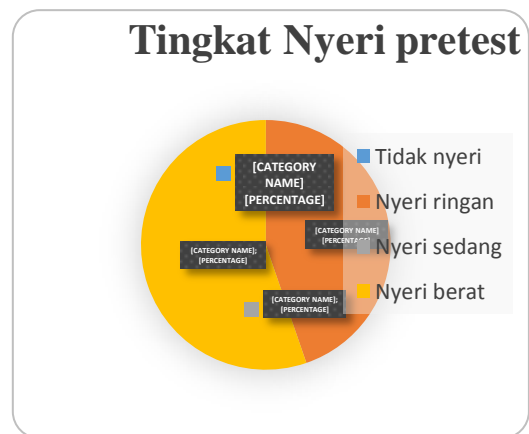 Tingkat Nyeri pretest
[CATEGORY
NAME]
[PERCENTAGE]
Tidak nyeri
Nyeri ringan
[CATEGORY NAME]
[PERCENTAGE]
[CATEGORY NAME];
[PERCENTAGE]
Nyeri sedang
Nyeri berat
[CATEGORY NAME];
[PERCENTAGE]